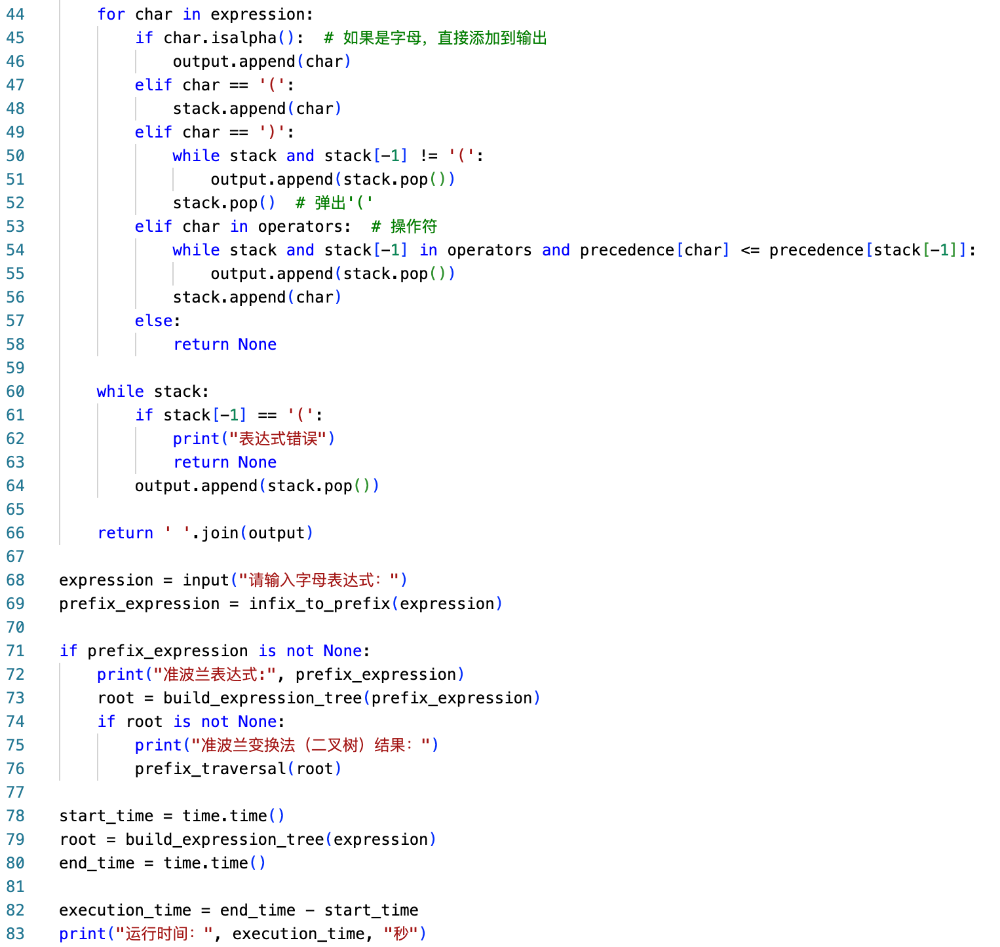 44 for char in expression:
45 if char.isalpha():  # 如果是字母，直接添加到输出
46 output.append(char)
47 elif char == '(':
48 stack.append(char)
49 elif char == ')':
50 while stack and stack[-1] != '(':
51 output.append(stack.pop())
52 stack.pop()  # 弹出'('
53 elif char in operators:  # 操作符
54 while stack and stack[-1] in operators and precedence[char] <= precedence[stack[-1]]:
55 output.append(stack.pop())
56 stack.append(char)
57 else:
58 return None
59
60 while stack:
61 if stack[-1] == '(':
62 print("表达式错误")
63 return None
64 output.append(stack.pop())
65
66 return ' '.join(output)
67
68 expression = input("请输入字母表达式：")
69 prefix_expression = infix_to_prefix(expression)
70
71 if prefix_expression is not None:
72 print("准波兰表达式:", prefix_expression)
73 root = build_expression_tree(prefix_expression)
74 if root is not None:
75 print("准波兰变换法（二叉树）结果：")
76 prefix_traversal(root)
77
78 start_time = time.time()
79 root = build_expression_tree(expression)
80 end_time = time.time()
81
82 execution_time = end_time - start_time
83 print("运行时间：", execution_time, "秒")